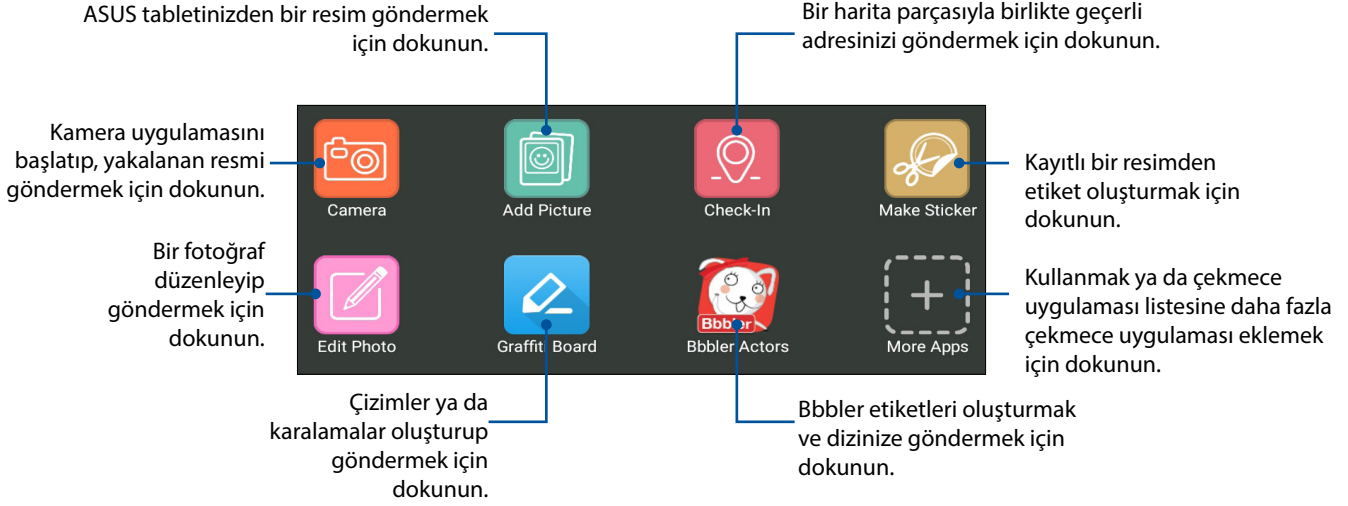 ASUS tabletinizden bir resim göndermek
için dokunun.
Bir harita parçasıyla birlikte geçerli
adresinizi göndermek için dokunun.
Kamera uygulamasını
başlatıp, yakalanan resmi
göndermek için dokunun.
Kayıtlı bir resimden
etiket oluşturmak için
dokunun.
Camera
Add Picture
Check-In
Make Sticker
Bir fotoğraf
düzenleyip
göndermek için
dokunun.
Kullanmak ya da çekmece
uygulaması listesine daha fazla
çekmece uygulaması eklemek
için dokunun.
Bbbler
Edit Photo
Graffiti Board
Bbbler Actors
More Apps
Çizimler ya da
karalamalar oluşturup
göndermek için
dokunun.
Bbbler etiketleri oluşturmak
ve dizinize göndermek için
dokunun.